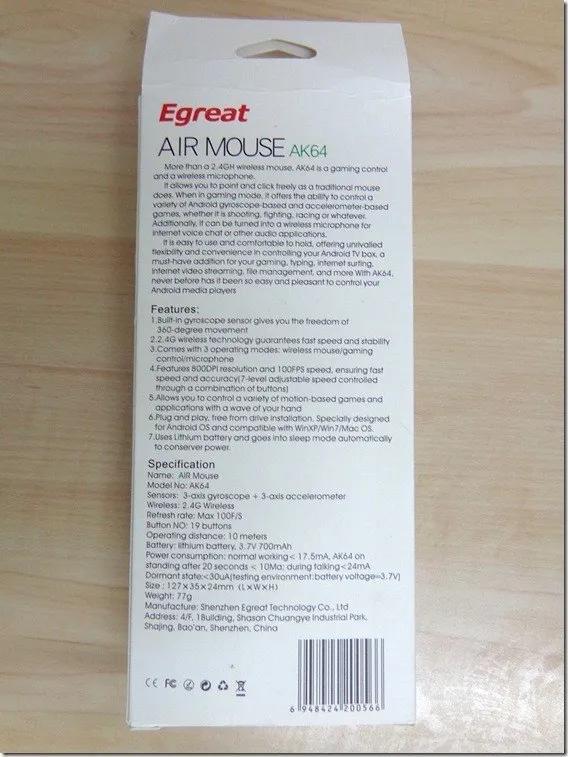 Egreat
AIR MOUSE AK64
More than a 2.4GH wireless mouse, AK64 is a gaming control
and a wireless microphone.
It allows you to point and click freely as a traditional mouse
does. When in gaming mode, it offers the ability to control a
variety of Android gyroscope-based and accelerometer-based
games, whether it is shooting, fighting, racing or whatever.
Additionally, it can be turned into a wireless microphone for
internet voice chat or other audio applications.
It is easy to use and comfortable to hold, offering unrivalled
flexibility and convenience in controlling your Android TV box, a
must-have addition for your gaming, typing, internet surfing,
internet video streaming, file management, and more With AK64,
never before has it been so easy and pleasant to control your
Android media players
Features:
1.Built-in gyroscope sensor gives you the freedom of
360-degree movement
2.2.4G wireless technology guarantees fast speed and stability
3.Comes with 3 operating modes: wireless mouse/gaming
control/microphone
4.Features 800DPI resolution and 100FPS speed, ensuring fast
speed and accuracy(7-level adjustable speed controlled
through a combination of buttons)
5.Allows you to control a variety of motion-based games and
applications with a wave of your hand
6.Plug and play, free from drive installation. Specially designed
for Android OS and compatible with WinXP/Win7/Mac OS.
7.Uses Lithium battery and goes into sleep mode automatically
to conserver power.
Specification
Name: AIR Mouse
Model No: AK64
Sensors: 3-axis gyroscope + 3-axis accelerometer
Wireless: 2.4G Wireless
Refresh rate: Max 100F/S
Button NO: 19 buttons
Operating distance: 10 meters
Battery: lithium battery, 3.7V 700mAh
Power consumption: normal working< 17.5mA, AK64 on
standing after 20 seconds < 10Ma; during talking<24mA
Dormant state:<30uA(testing environment:battery voltage=3.7V)
Size : 127×35×24mm (L×W×H)
Weight: 77g
Manufacture: Shenzhen Egreat Technology Co., Ltd
Address: 4/F, 1Building, Shasan Chuangye Industrial Park,
Shajing, Bao'an, Shenzhen, China
CE FC
6 948424 200566